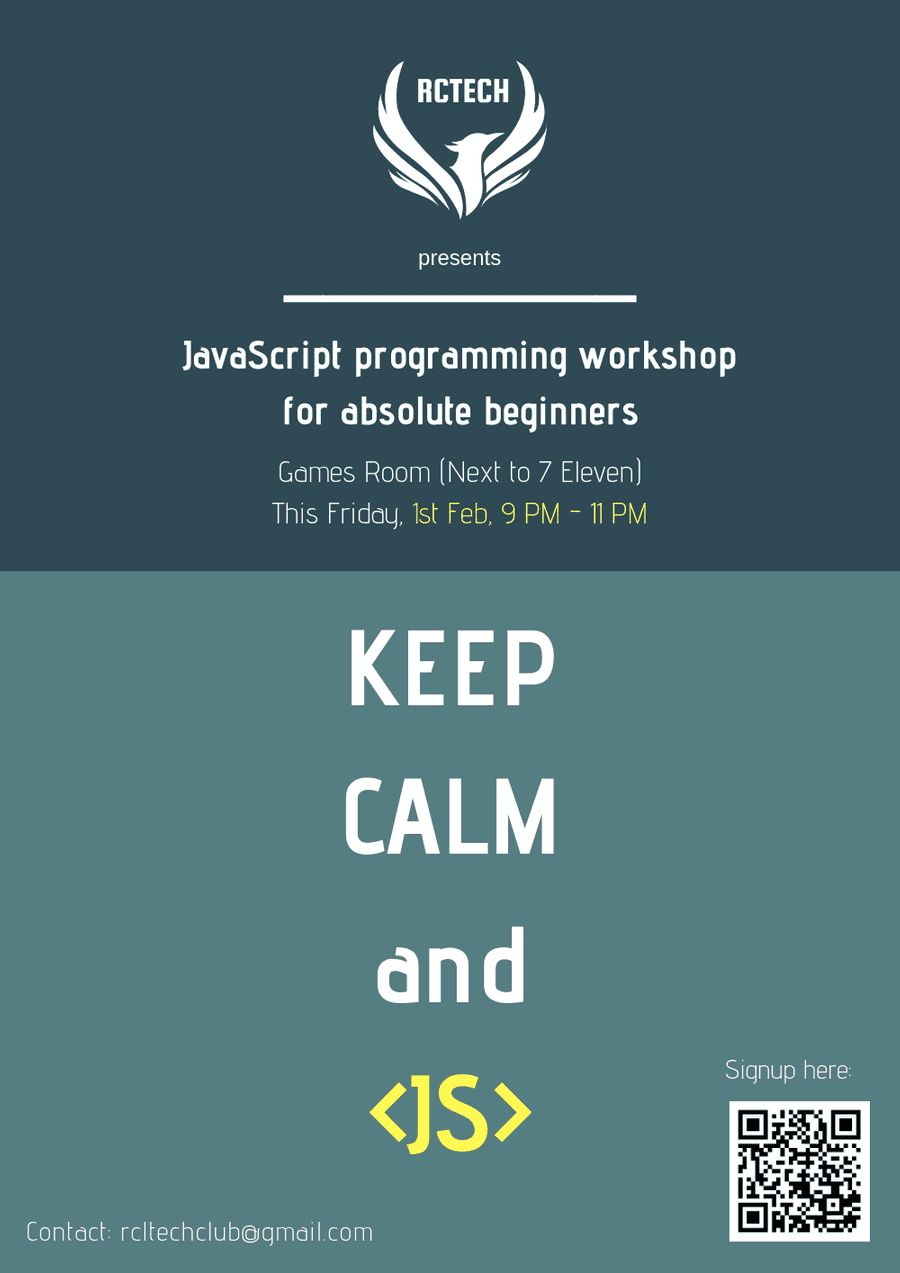 RCTECH
presents
JavaScript programming workshop
for absolute beginners
Games Room (Next to 7 Eleven)
This Friday, 1st Feb, 9 PM - 11 PM
KEEP
CALM
and
<JS>
Signup here:
Contact: rcltechclub@gmail.com